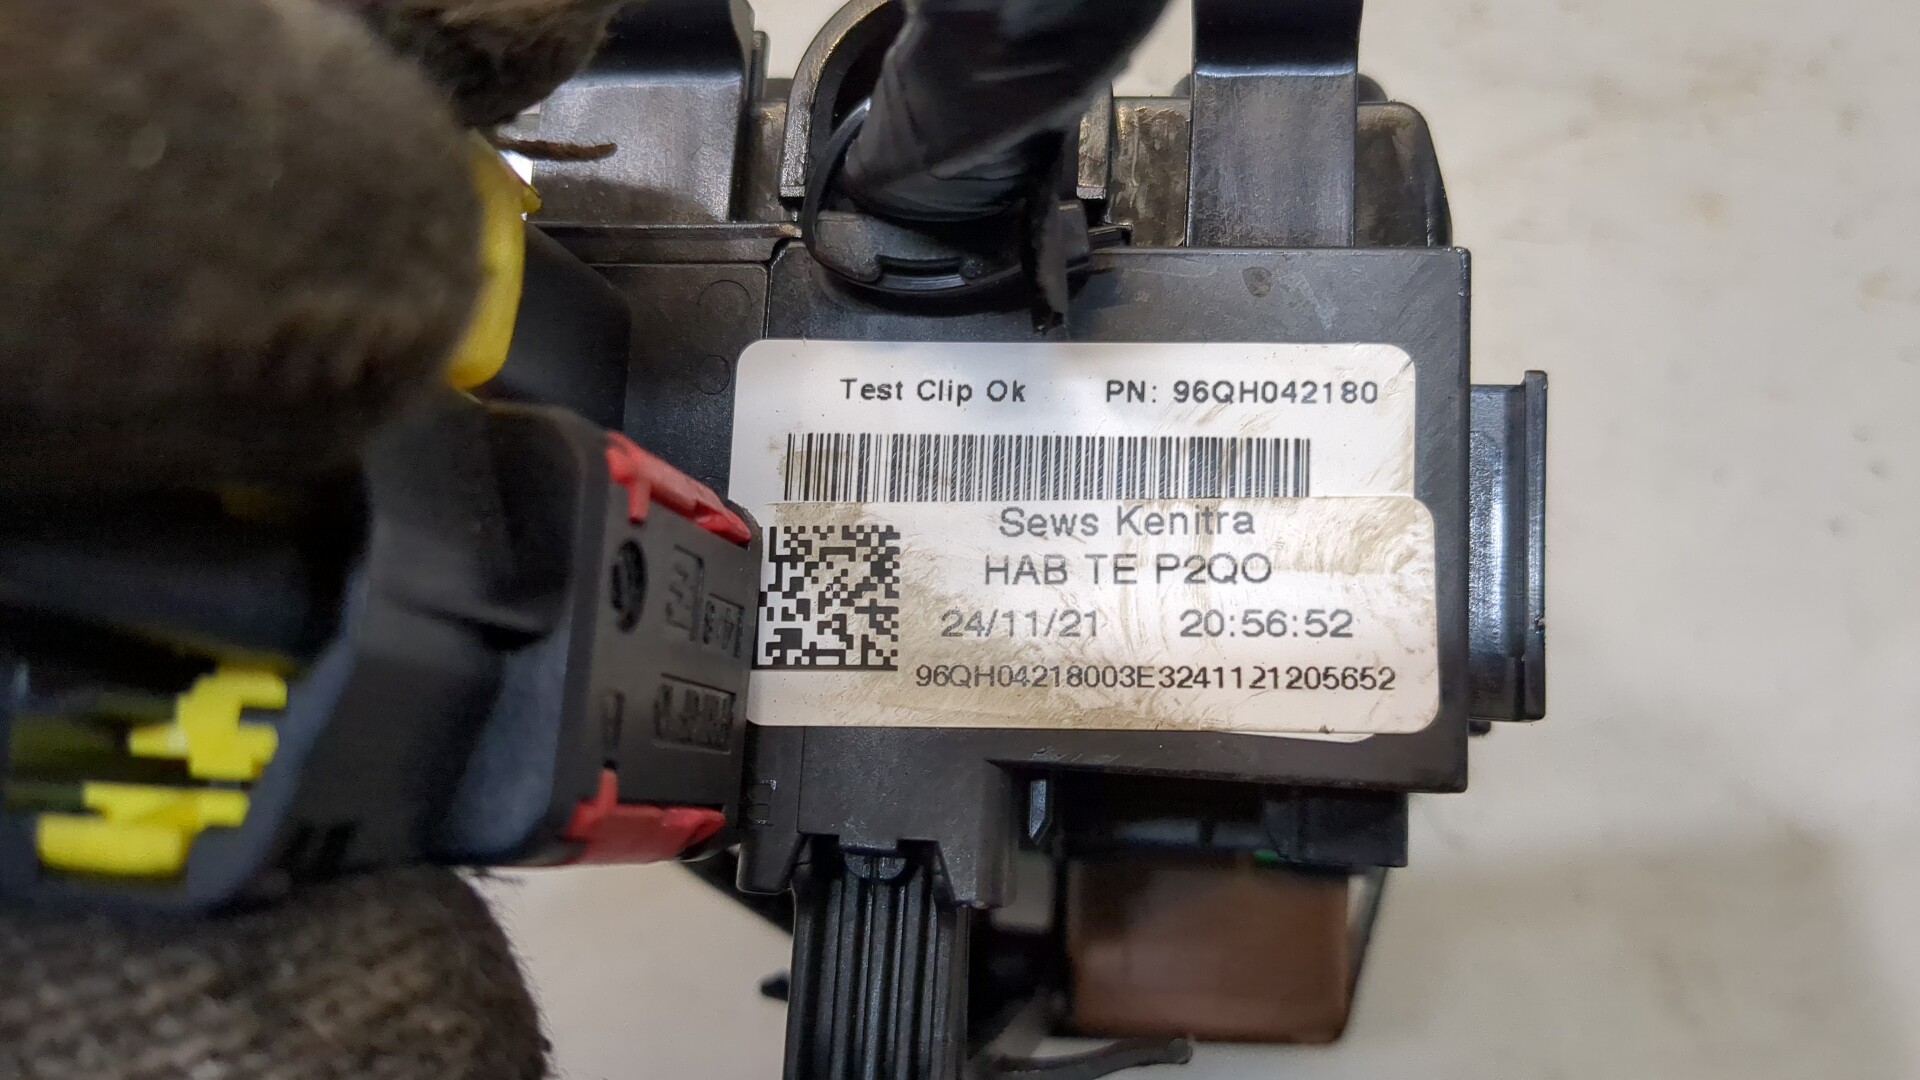 Test Clip Ok PN: 96QH042180
Sews Kenitra
HAB TE P2QO
24/11/21 20:56:52
96QH04218003E3241121205652